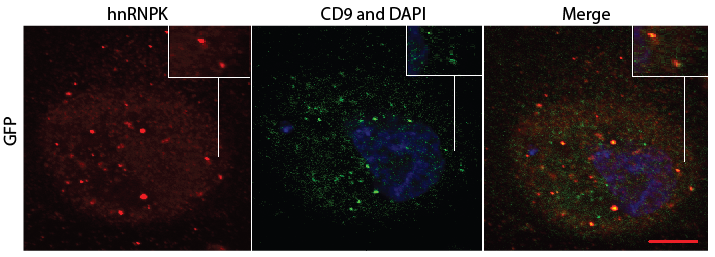 hnRNPK
CD9 and DAPI
Merge
GFP